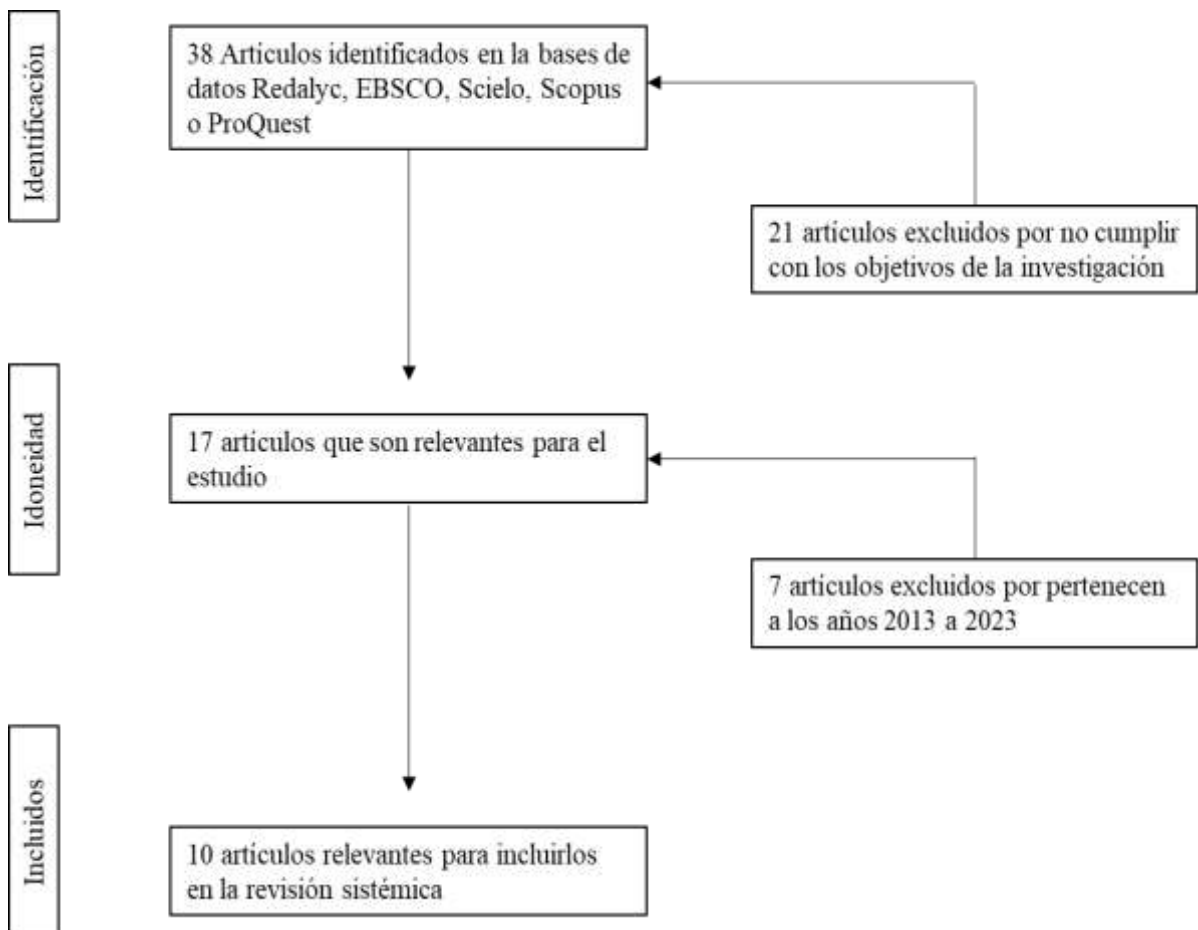 Identificación
38 Artículos identificados en la bases de
datos Redalyc, EBSCO, Scielo, Scopus
o ProQuest
21 artículos excluidos por no cumplir
con los objetivos de la investigación
Idoneidad
17 artículos que son relevantes para el
estudio
7 artículos excluidos por pertenecen
a los años 2013 a 2023
Incluidos
10 artículos relevantes para incluirlos
en la revisión sistémica